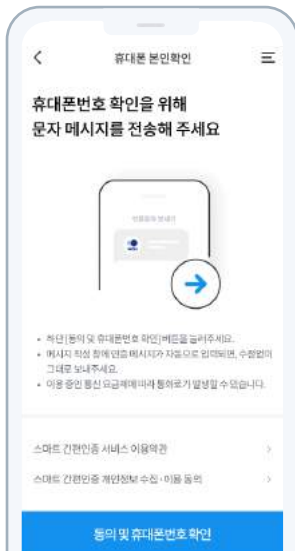 휴대폰 본인확인
휴대폰번호 확인을 위해
문자 메시지를 전송해 주세요
• 하단 [동의 및 휴대폰번호 확인] 버튼을 눌러주세요.
• 메시지 작성 창에 인증 메시지가 자동으로 입력되면, 수정없이
그대로 보내주세요.
• 이용 중인 통신 요금제에 따라 통화료가 발생할 수 있습니다.
스마트 간편인증 서비스 이용약관
스마트 간편인증 개인정보 수집·이용 동의
동의 및 휴대폰번호 확인